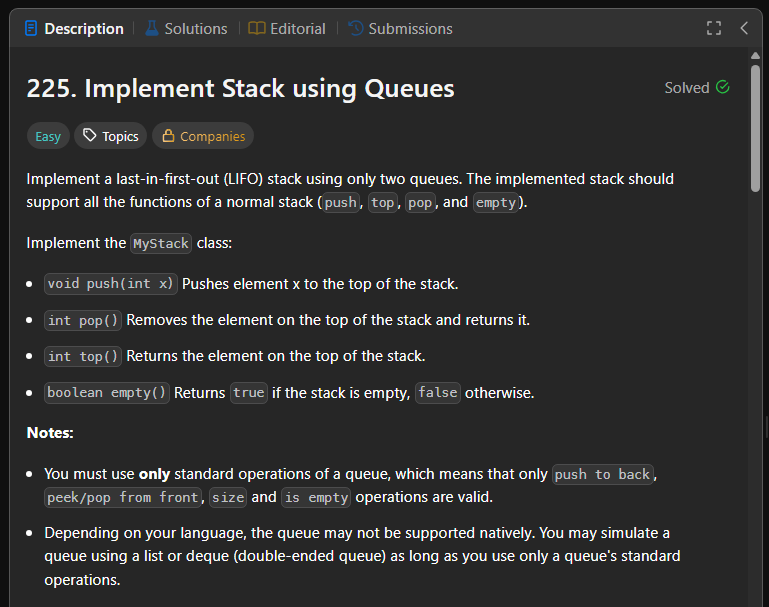 Description Solutions Editorial Submissions
225. Implement Stack using Queues
Solved
Easy Topics Companies
Implement a last-in-first-out (LIFO) stack using only two queues. The implemented stack should
support all the functions of a normal stack (push, top, pop, and empty).
Implement the MyStack class:
• void push(int x) Pushes element x to the top of the stack.
• int pop() Removes the element on the top of the stack and returns it.
• int top() Returns the element on the top of the stack.
• boolean empty() Returns true if the stack is empty, false otherwise.
Notes:
• You must use only standard operations of a queue, which means that only push to back,
peek/pop from front, size and is empty operations are valid.
• Depending on your language, the queue may not be supported natively. You may simulate a
queue using a list or deque (double-ended queue) as long as you use only a queue's standard
operations.